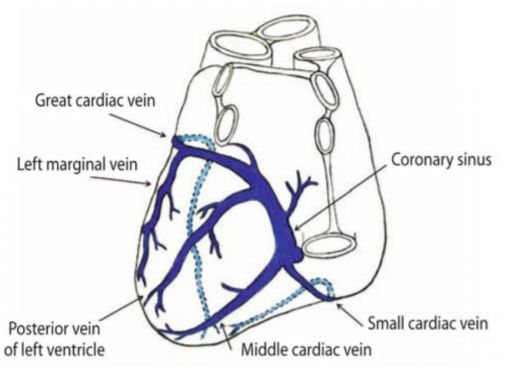 Great cardiac vein
Left marginal vein
Coronary sinus
Posterior vein
of left ventricle
Small cardiac vein
Middle cardiac vein